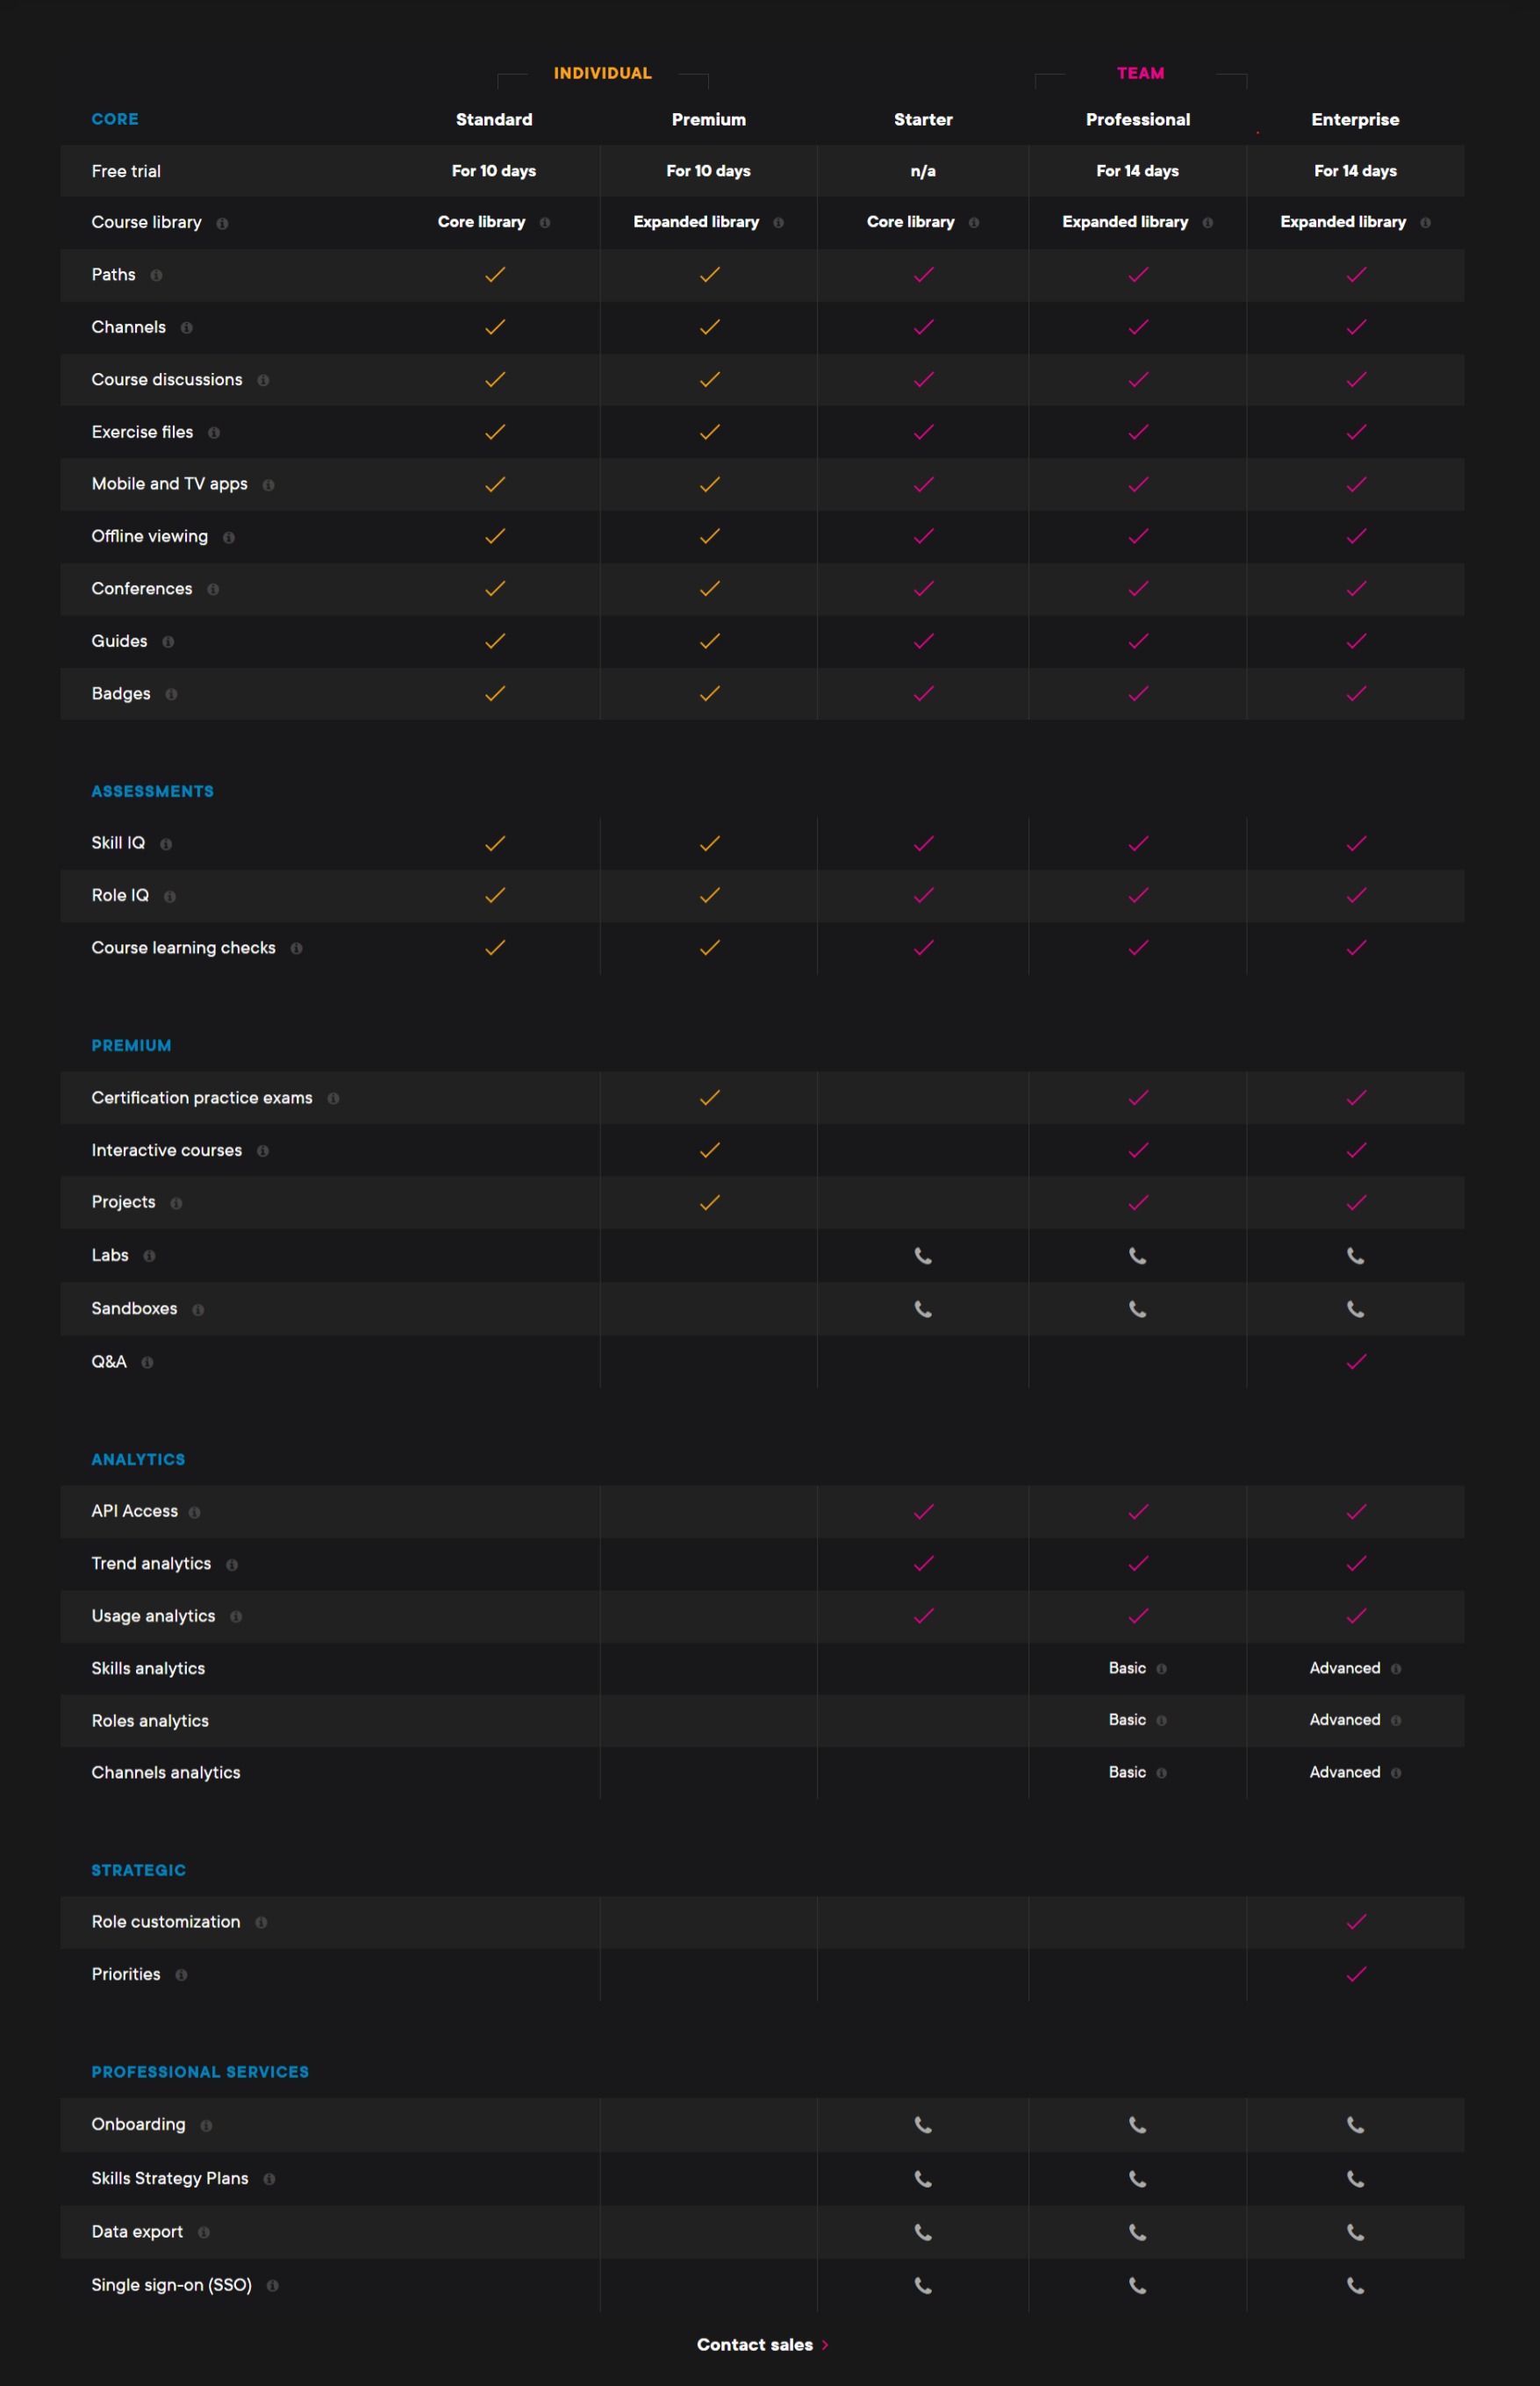 INDIVIDUAL TEAM
CORE Standard Premium Starter Professional Enterprise
Free trial For 10 days For 10 days n/a For 14 days For 14 days
Course library Core library Expanded library Core library Expanded library Expanded library
Paths
Channels
Course discussions
Exercise files
Mobile and TV apps
Offline viewing
Conferences
Guides
Badges
ASSESSMENTS
Skill IQ
Role IQ
Course learning checks
PREMIUM
Certification practice exams
Interactive courses
Projects
Labs
Sandboxes
Q&A
ANALYTICS
API Access
Trend analytics
Usage analytics
Skills analytics Basic Advanced
Roles analytics Basic Advanced
Channels analytics Basic Advanced
STRATEGIC
Role customization
Priorities
PROFESSIONAL SERVICES
Onboarding
Skills Strategy Plans
Data export
Single sign-on (SSO)
Contact sales